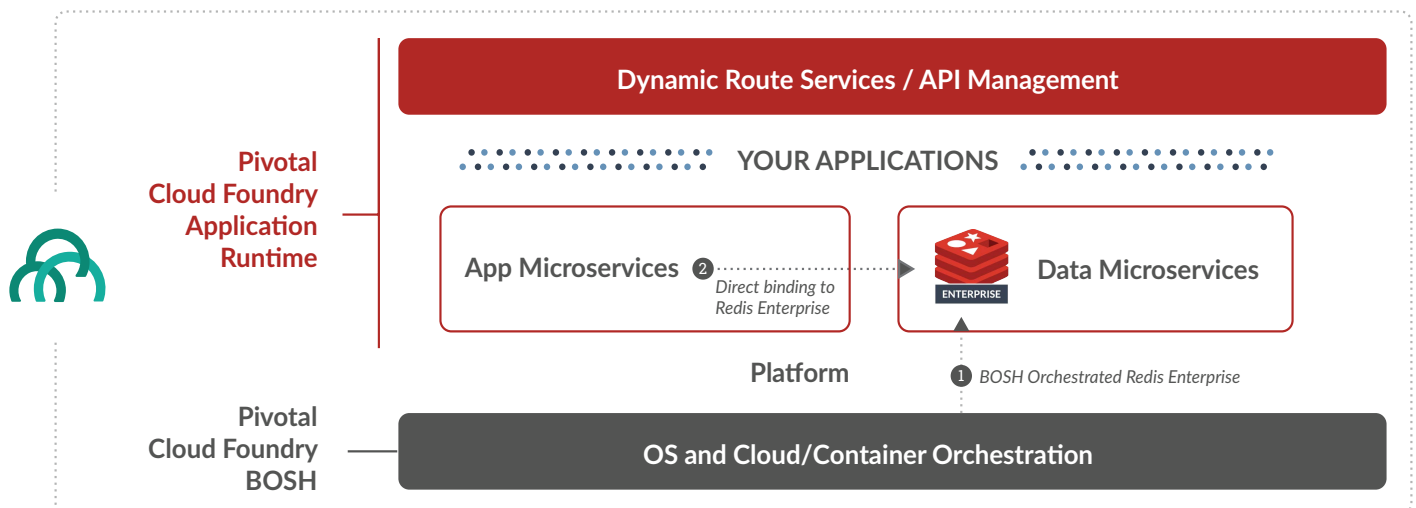 Dynamic Route Services / API Management
YOUR APPLICATIONS
Pivotal
Cloud Foundry
Application
Runtime
App Microservices
2
Direct binding to
Redis Enterprise
ENTERPRISE
Data Microservices
Platform
1 BOSH Orchestrated Redis Enterprise
Pivotal
Cloud Foundry
BOSH
OS and Cloud/Container Orchestration